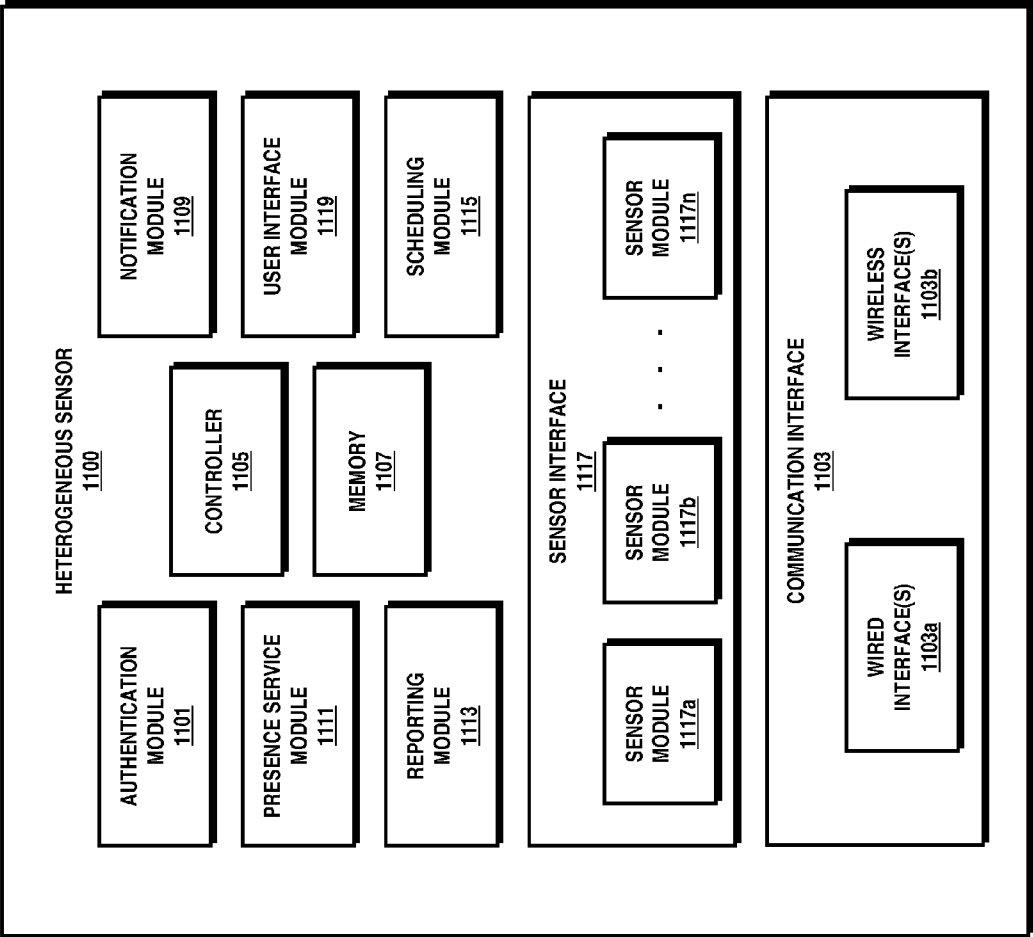 HETEROGENEOUS SENSOR
1100
AUTHENTICATION
MODULE
1101
CONTROLLER
1105
NOTIFICATION
MODULE
1109
PRESENCE SERVICE
MODULE
1111
MEMORY
1107
USER INTERFACE
MODULE
1119
REPORTING
MODULE
1113
SCHEDULING
MODULE
1115
SENSOR INTERFACE
1117
SENSOR
MODULE
1117a
SENSOR
MODULE
1117b
. . .
SENSOR
MODULE
1117n
COMMUNICATION INTERFACE
1103
WIRED
INTERFACE(S)
1103a
WIRELESS
INTERFACE(S)
1103b